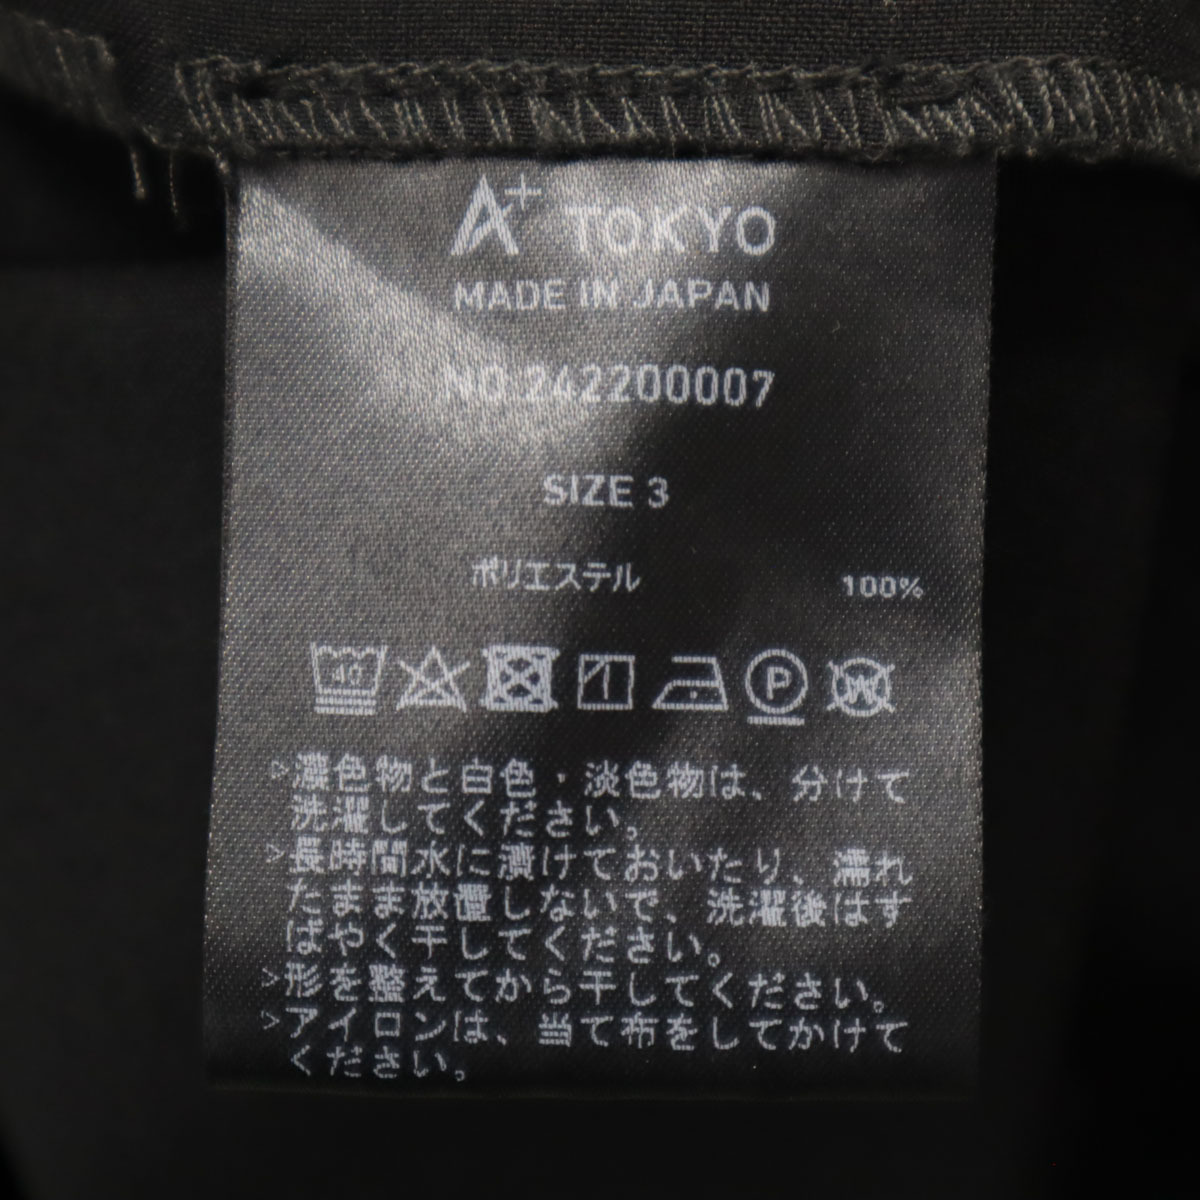 A+ TOKYO
MADE IN JAPAN
NO.242200007
SIZE 3
ポリエステル 100%
40 P W
>濃色物と白色・淡色物は、分けて
洗濯してください。
>長時間水に漬けておいたり、濡れ
たまま放置しないで、洗濯後はす
ばやく干してください。
>形を整えてから干してください。
>アイロンは、当て布をしてかけて
ください。